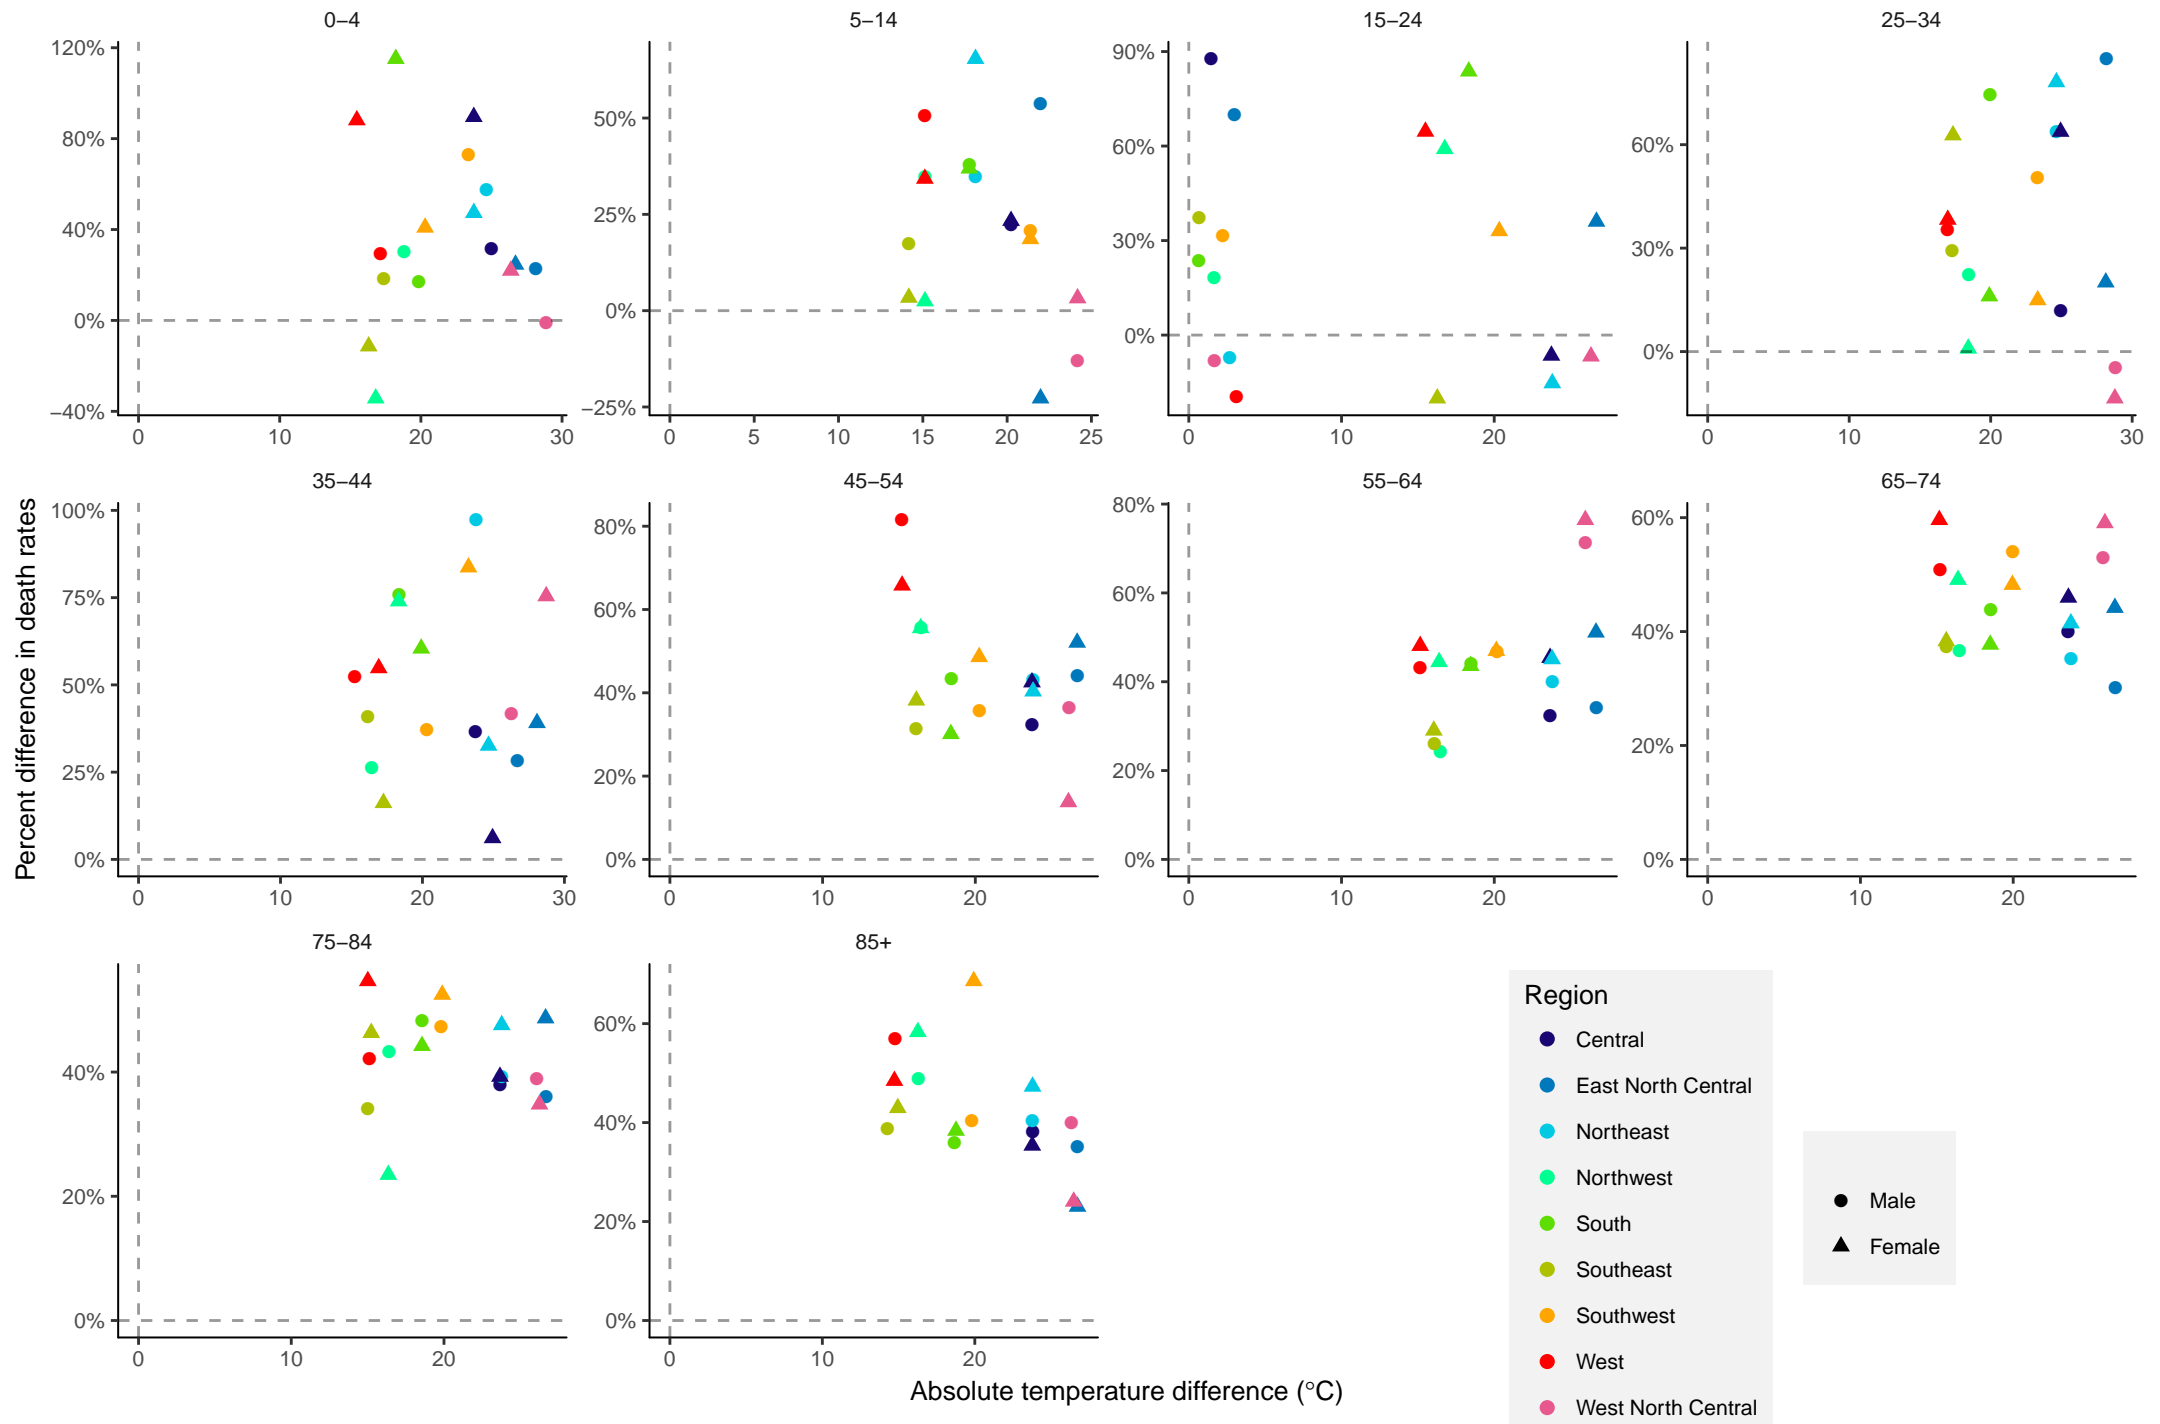 0−4 5−14 15−24 25−34
120% 80% 40% 0% −40%
50% 25% 0% −25%
90% 60% 30% 0%
60% 30% 0%
0 10 20 30 0 5 10 15 20 25 0 10 20 0 10 20 30
35−44 45−54 55−64 65−74
100% 75% 50% 25% 0%
80% 60% 40% 20% 0%
80% 60% 40% 20% 0%
60% 40% 20% 0%
0 10 20 30 0 10 20 0 10 20 0 10 20
75−84 85+
40% 20% 0%
60% 40% 20% 0%
0 10 20 0 10 20
Percent difference in death rates
Absolute temperature difference (°C)
Region
Central
East North Central
Northeast
Northwest
South
Southeast
Southwest
West
West North Central
Male
Female